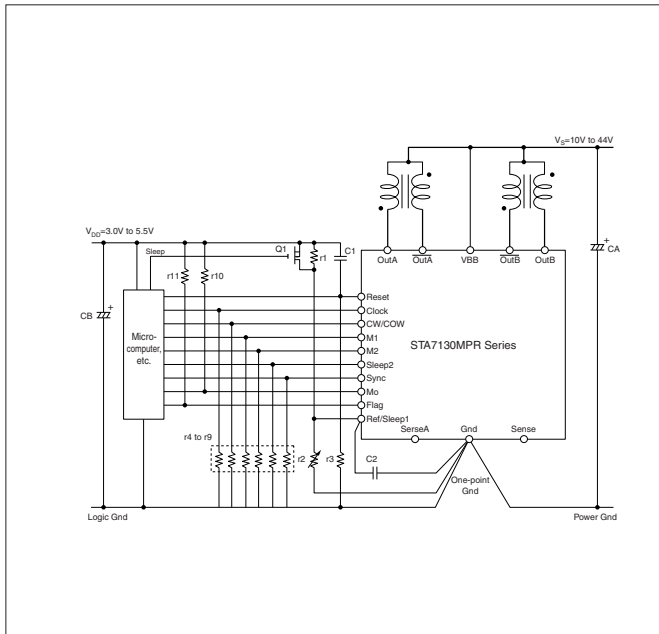 VS=10V to 44V
VDD=3.0V to 5.5V
Sleep
Q1
r1
C1
OutA
OutA
VBB
OutB
OutB
CA
+
r11
r10
CB
+
Micro-
computer,
etc.
Reset
Clock
CW/COW
M1
M2
Sleep2
Sync
Mo
Flag
Ref/Sleep1
STA7130MPR Series
SerseA
Gnd
Sense
r4 to r9
r2
r3
C2
One-point
Gnd
Logic Gnd
Power Gnd